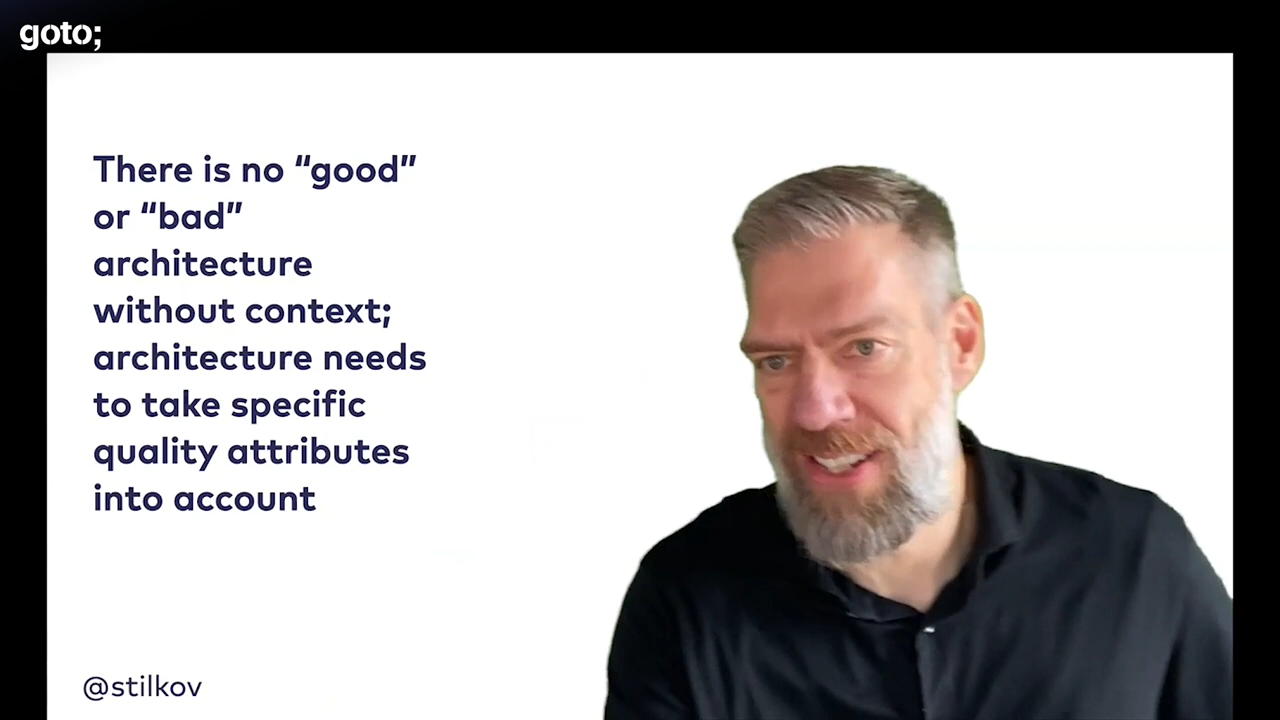 goto;
There is no “good”
or “bad”
architecture
without context;
architecture needs
to take specific
quality attributes
into account
@stilkov